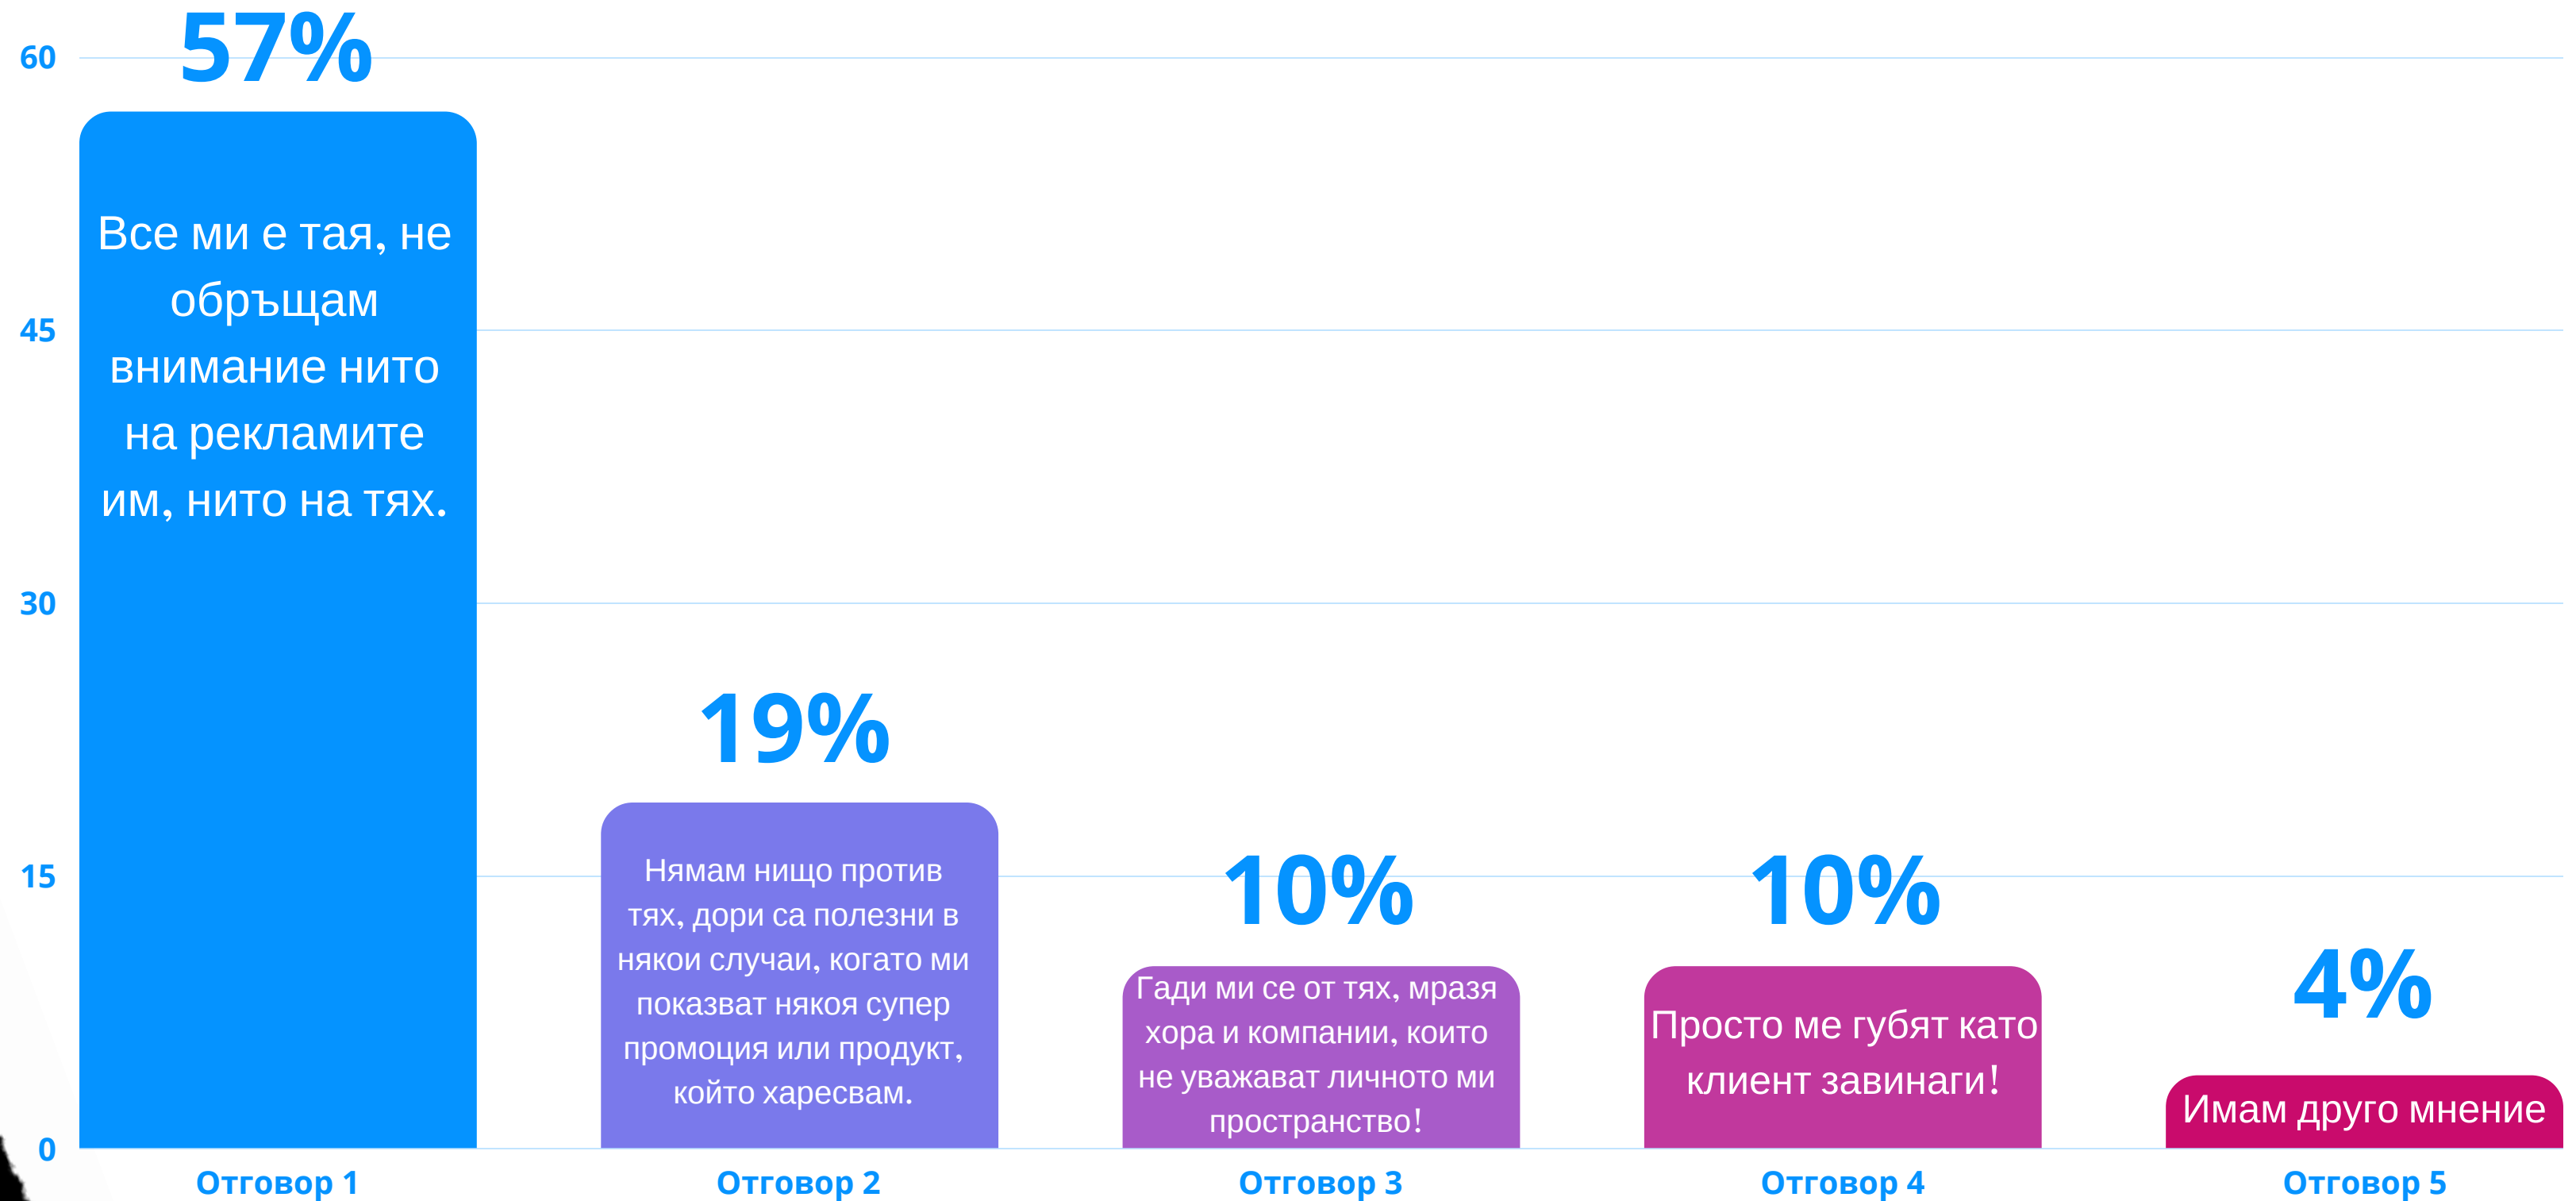 57%
60
Все ми е тая, не
обръщам
внимание нито
на рекламите
им, нито на тях.
45
30
19%
Нямам нищо против
тях, дори са полезни в
някои случаи, когато ми
показват някоя супер
промоция или продукт,
който харесвам.
15
10%
Гади ми се от тях, мразя
хора и компании, които
не уважават личното ми
пространство!
10%
Просто ме губят като
клиент завинаги!
4%
Имам друго мнение
0
Отговор 1
Отговор 2
Отговор 3
Отговор 4
Отговор 5